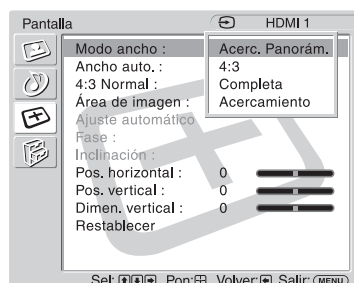 Pantalla HDMI 1
Modo ancho : Acerc. Panorám.
Ancho auto. : 4:3
4:3 Normal : Completa
Área de imagen : Acercamiento
Ajuste automático
Fase :
Inclinación :
Pos. horizontal : 0
Pos. vertical : 0
Dimen. vertical : 0
Restablecer
Sel: Pon: Volver: Salir: MENU